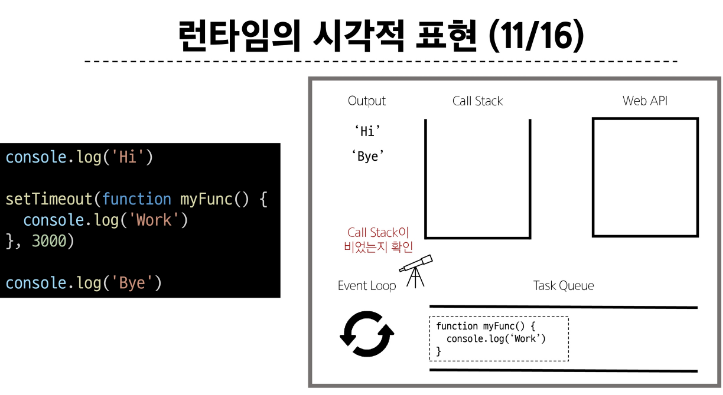 런타임의 시각적 표현 (11/16)
console.log('Hi')
setTimeout(function myFunc() {
  console.log('Work')
}, 3000)
console.log('Bye')
Output
Call Stack
Web API
‘Hi’
‘Bye’
Call Stack이
비었는지 확인
Event Loop
Task Queue
function myFunc() {
  console.log(‘Work’)
}